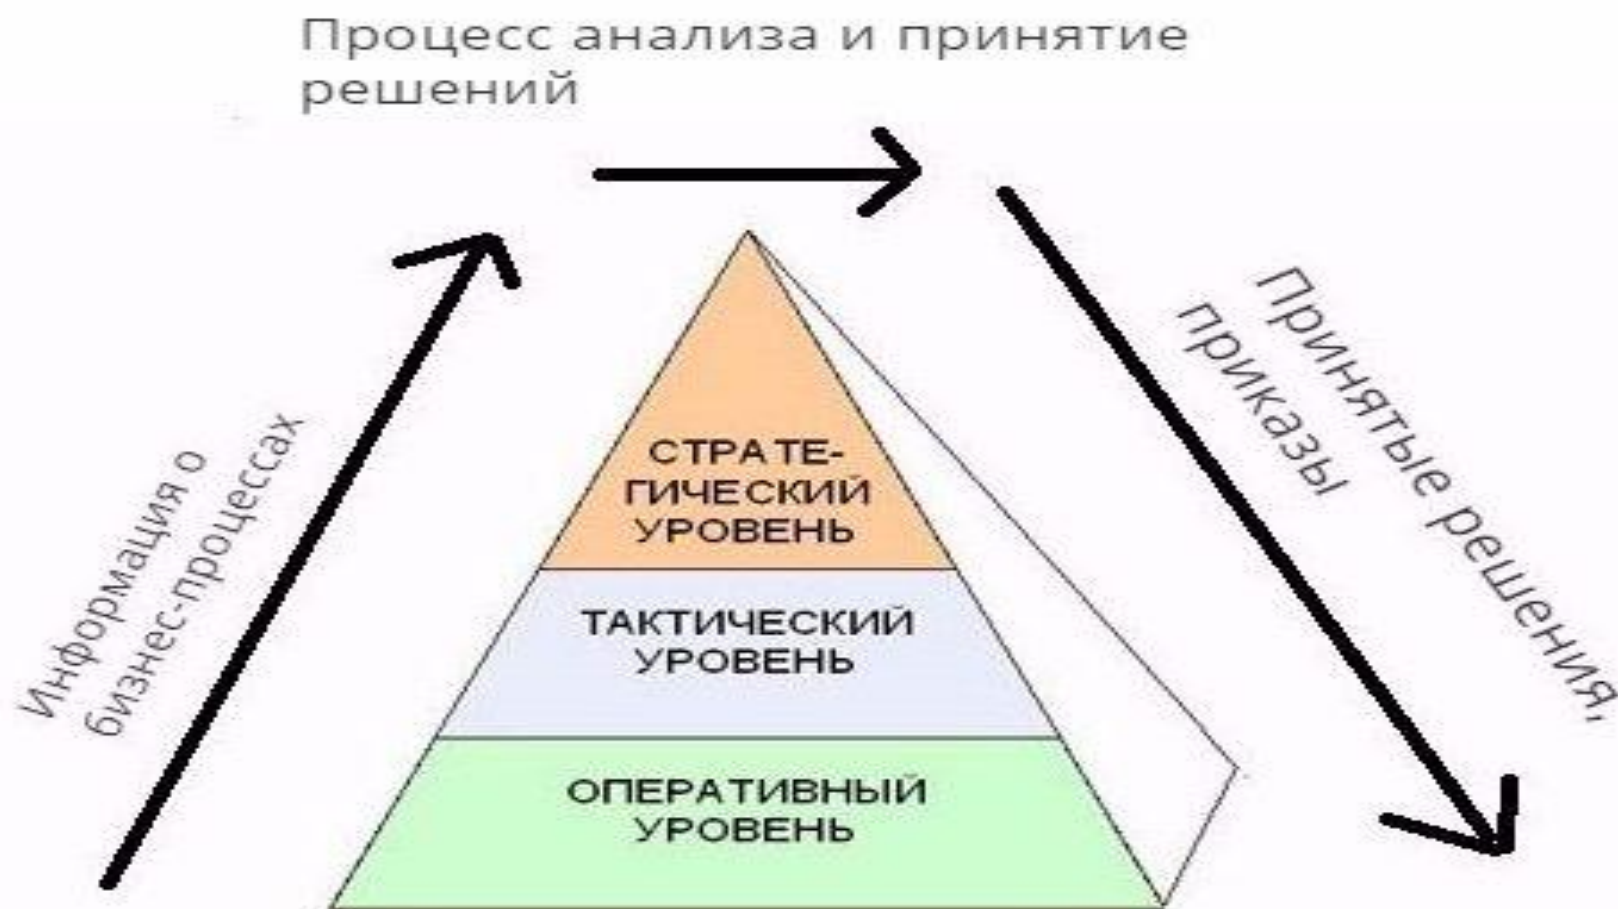 Процесс анализа и принятие
решений
Информация о
бизнес-процессах
СТРАТЕ-
ГИЧЕСКИЙ
УРОВЕНЬ
ТАКТИЧЕСКИЙ
УРОВЕНЬ
ОПЕРАТИВНЫЙ
УРОВЕНЬ
Принятые решения,
приказы